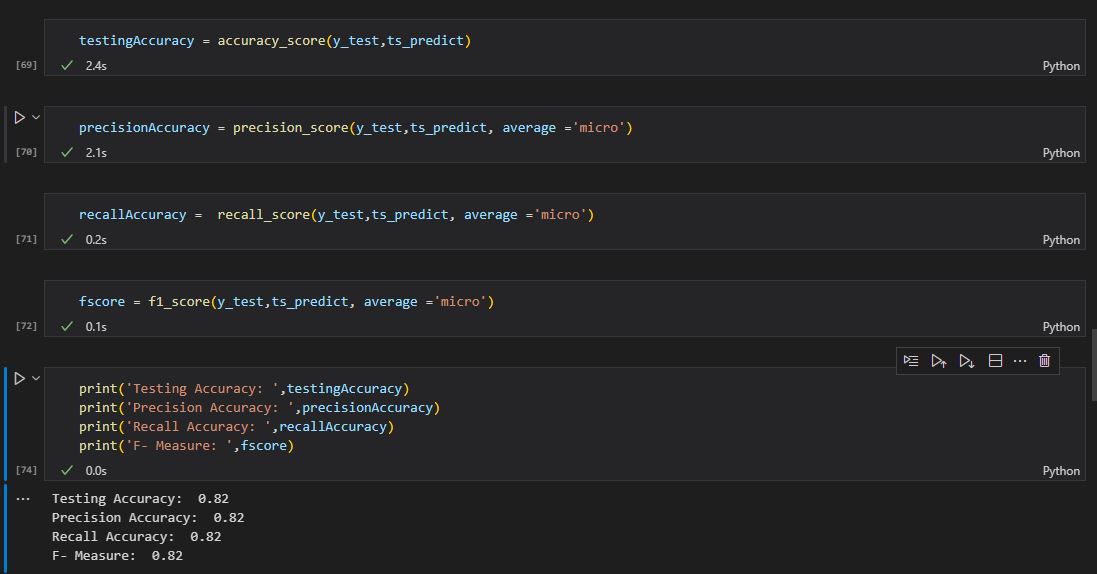 testingAccuracy = accuracy_score(y_test,ts_predict)
[69] 2.4s Python
precisionAccuracy = precision_score(y_test,ts_predict, average ='micro')
[70] 2.1s Python
recallAccuracy =  recall_score(y_test,ts_predict, average ='micro')
[71] 0.2s Python
fscore = f1_score(y_test,ts_predict, average ='micro')
[72] 0.1s Python
print('Testing Accuracy: ',testingAccuracy)
print('Precision Accuracy: ',precisionAccuracy)
print('Recall Accuracy: ',recallAccuracy)
print('F- Measure: ',fscore)
[74] 0.0s Python
Testing Accuracy:  0.82
Precision Accuracy:  0.82
Recall Accuracy:  0.82
F- Measure:  0.82